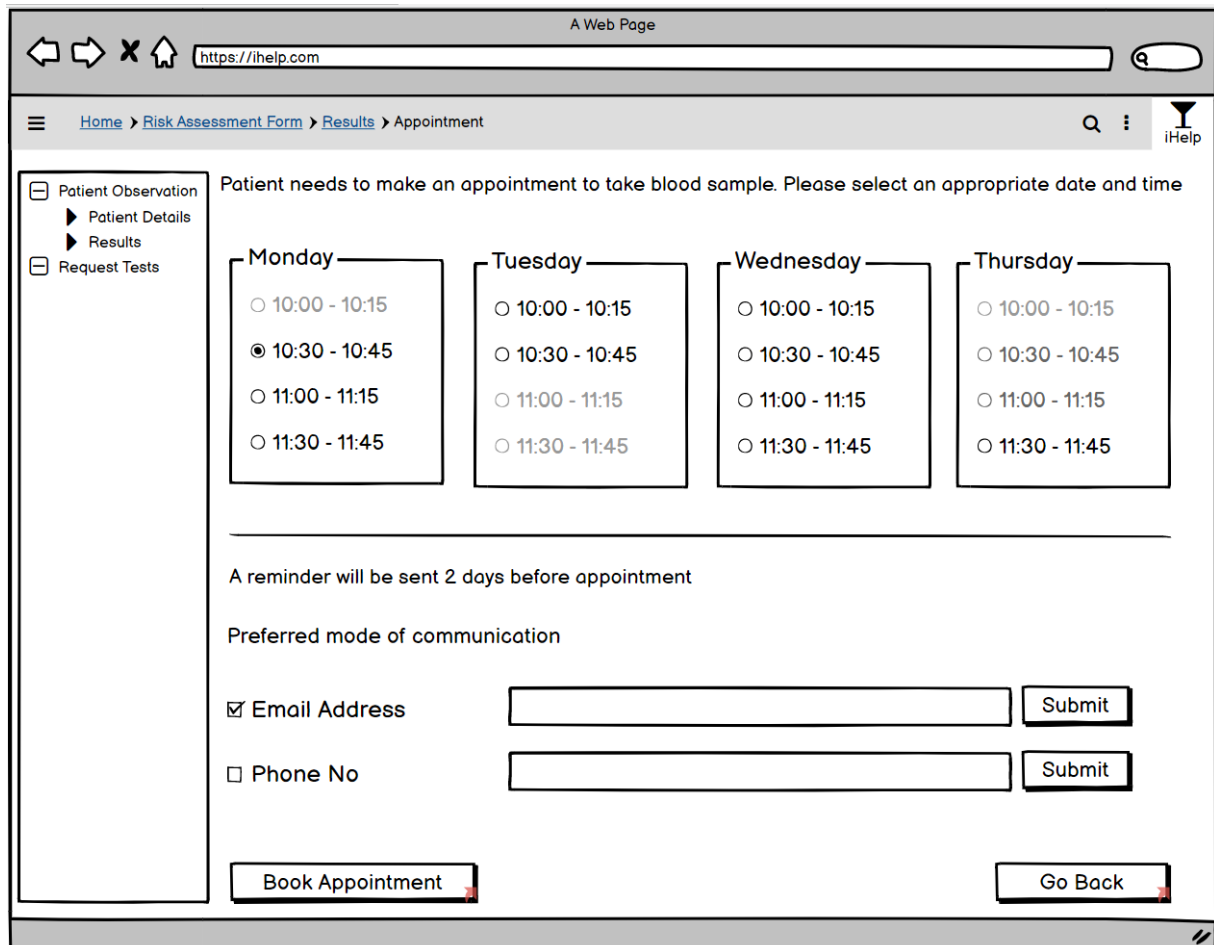 A Web Page
https://ihelp.com
Home Risk Assessment Form Results Appointment
iHelp
Patient Observation
Patient Details
Results
Request Tests
Patient needs to make an appointment to take blood sample. Please select an appropriate date and time
Monday
10:00 - 10:15
10:30 - 10:45
11:00 - 11:15
11:30 - 11:45
Tuesday
10:00 - 10:15
10:30 - 10:45
11:00 - 11:15
11:30 - 11:45
Wednesday
10:00 - 10:15
10:30 - 10:45
11:00 - 11:15
11:30 - 11:45
Thursday
10:00 - 10:15
10:30 - 10:45
11:00 - 11:15
11:30 - 11:45
A reminder will be sent 2 days before appointment
Preferred mode of communication
Email Address
Submit
Phone No
Submit
Book Appointment
Go Back